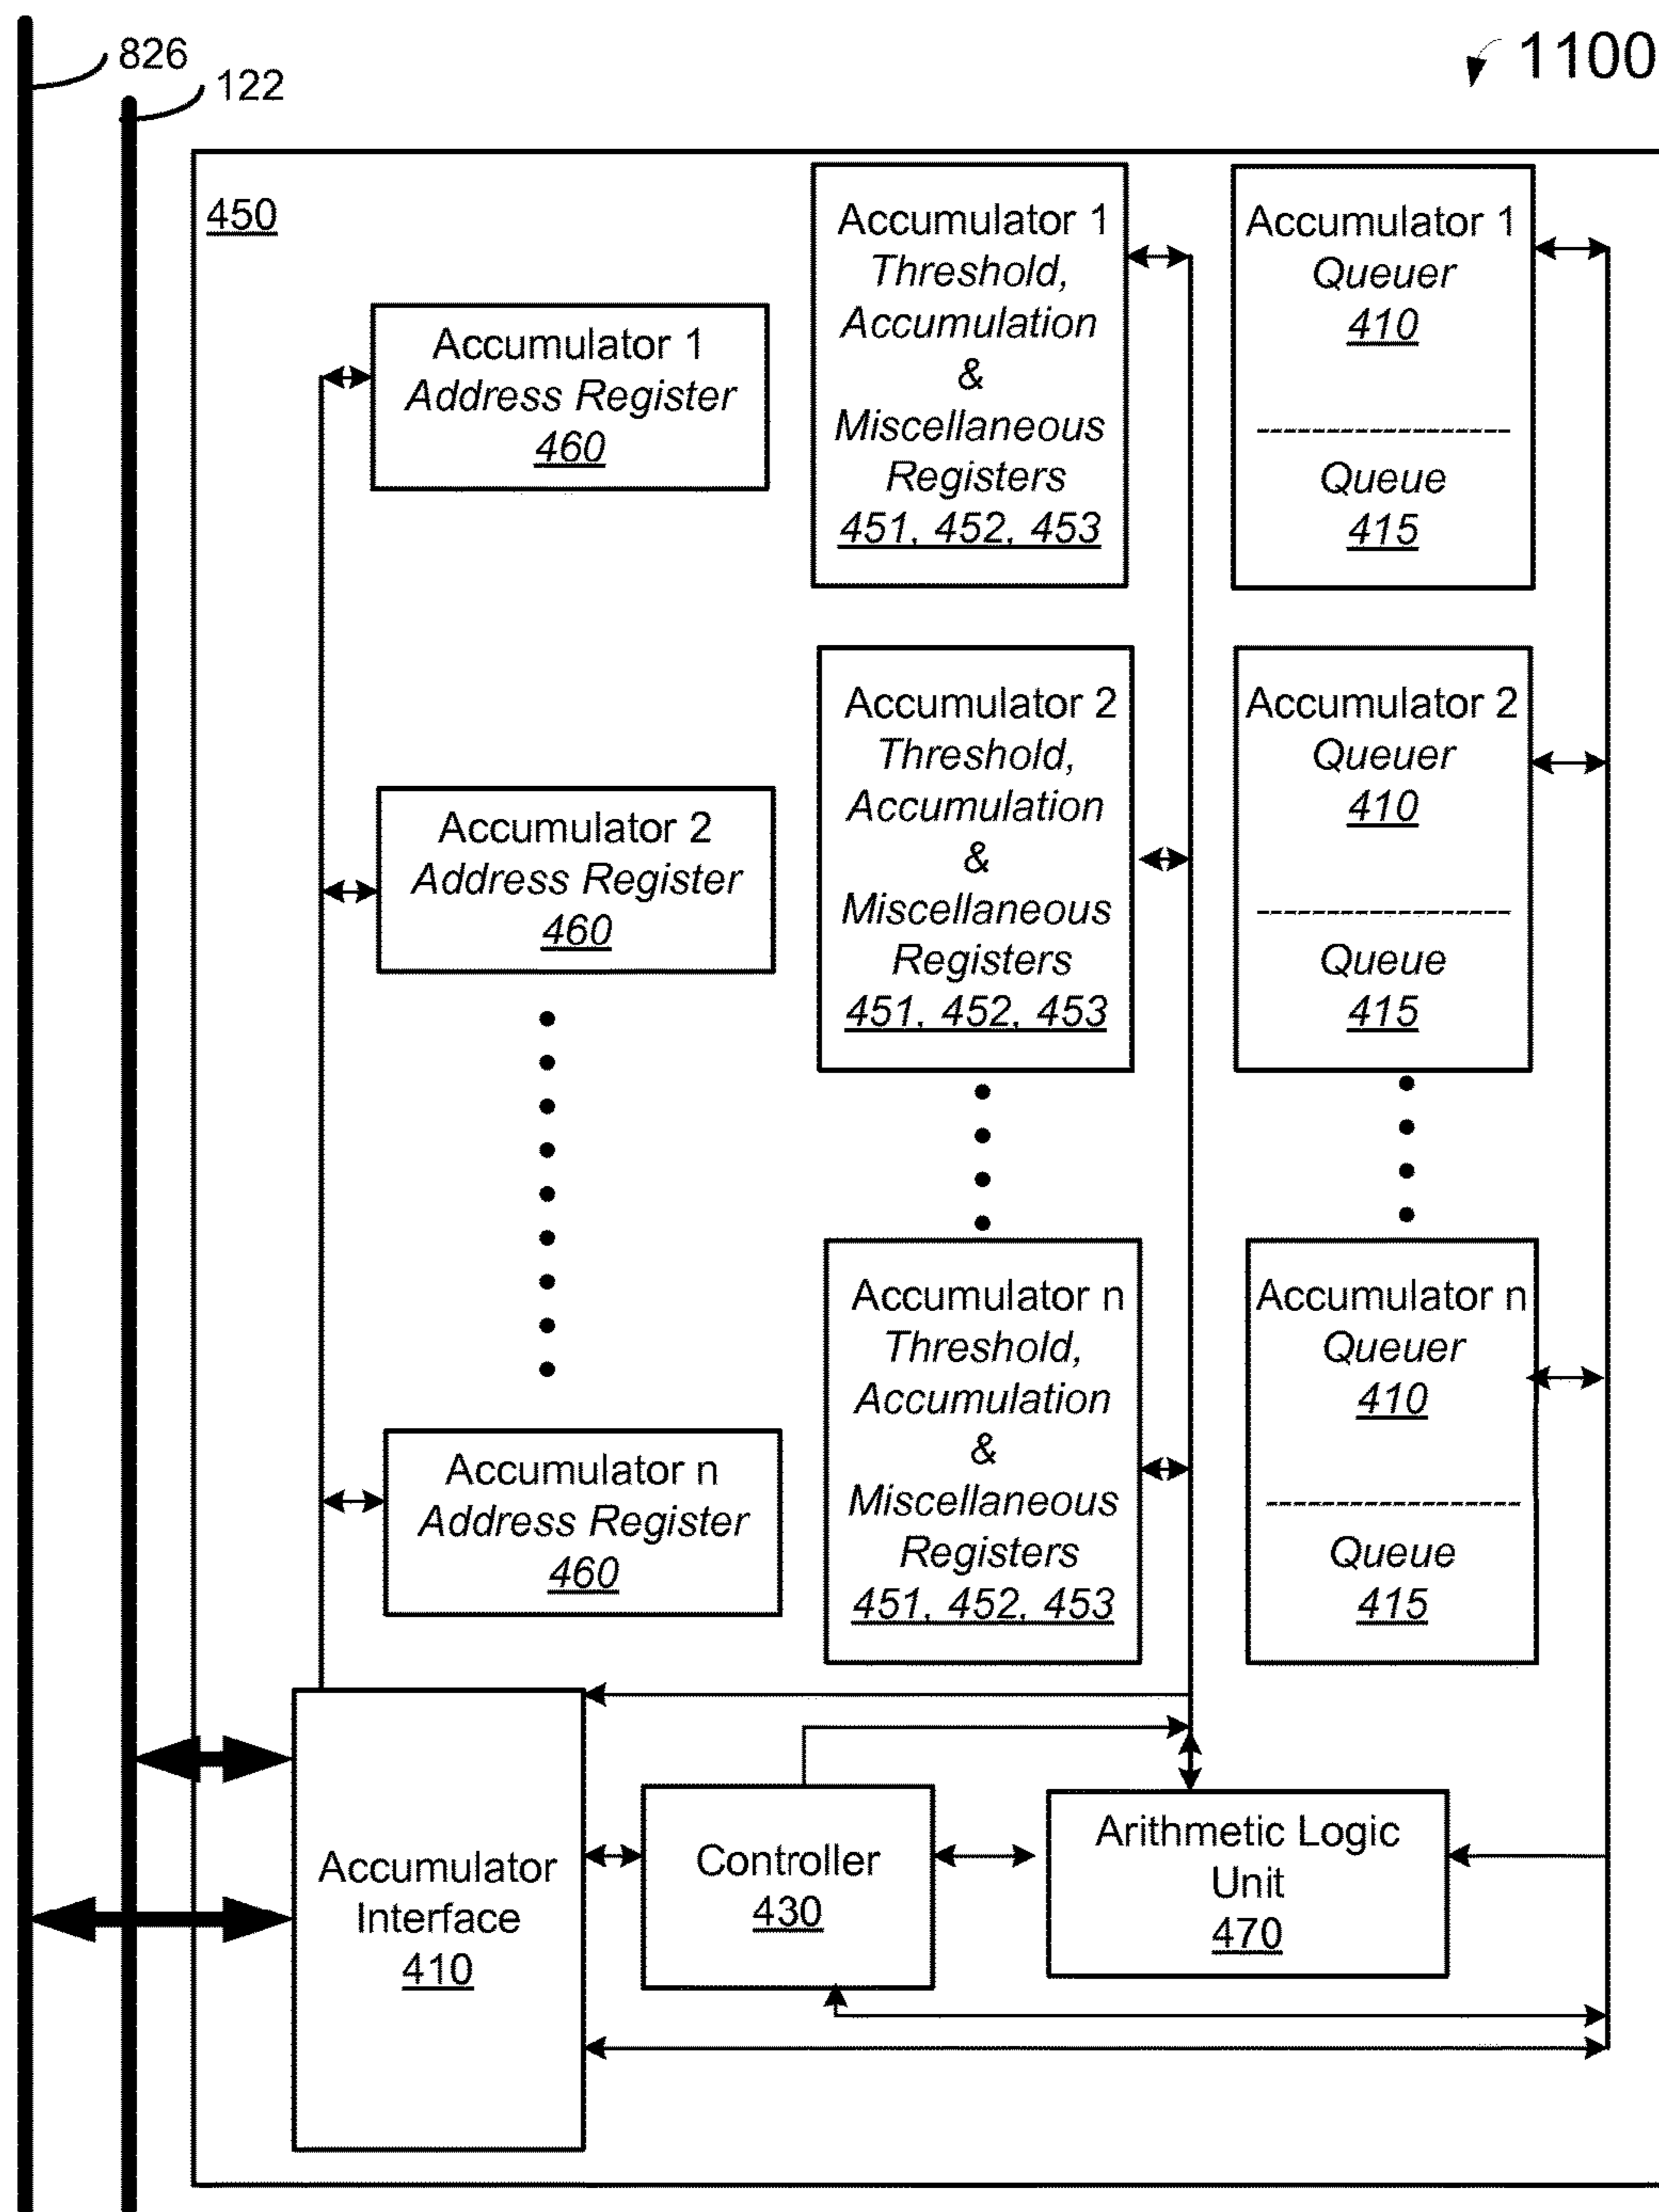 826
122
1100
450
Accumulator 1
Address Register
460
Accumulator 1
Threshold,
Accumulation
&
Miscellaneous
Registers
451, 452, 453
Accumulator 1
Queuer
410
Queue
415
Accumulator 2
Address Register
460
Accumulator 2
Threshold,
Accumulation
&
Miscellaneous
Registers
451, 452, 453
Accumulator 2
Queuer
410
Queue
415
Accumulator n
Address Register
460
Accumulator n
Threshold,
Accumulation
&
Miscellaneous
Registers
451, 452, 453
Accumulator n
Queuer
410
Queue
415
Accumulator
Interface
410
Controller
430
Arithmetic Logic
Unit
470